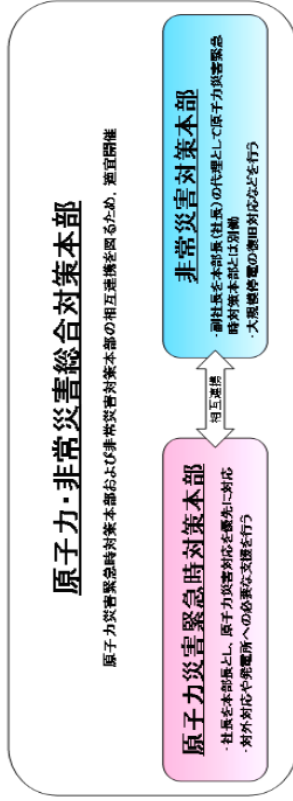 原子力・非常災害総合対策本部
原子力災害緊急時対策本部および非常災害対策本部の相互連携を図るため，適宜開催
原子力災害緊急時対策本部
・社長を本部長とし、原子力災害対応を優先に対応
・対外対応や発電所への必要な支援を行う
相互連携
非常災害対策本部
・副社長を本部長(社長)の代理として原子力災害緊急
時対策本部とは別働
・大規模停電の復旧対応などを行う